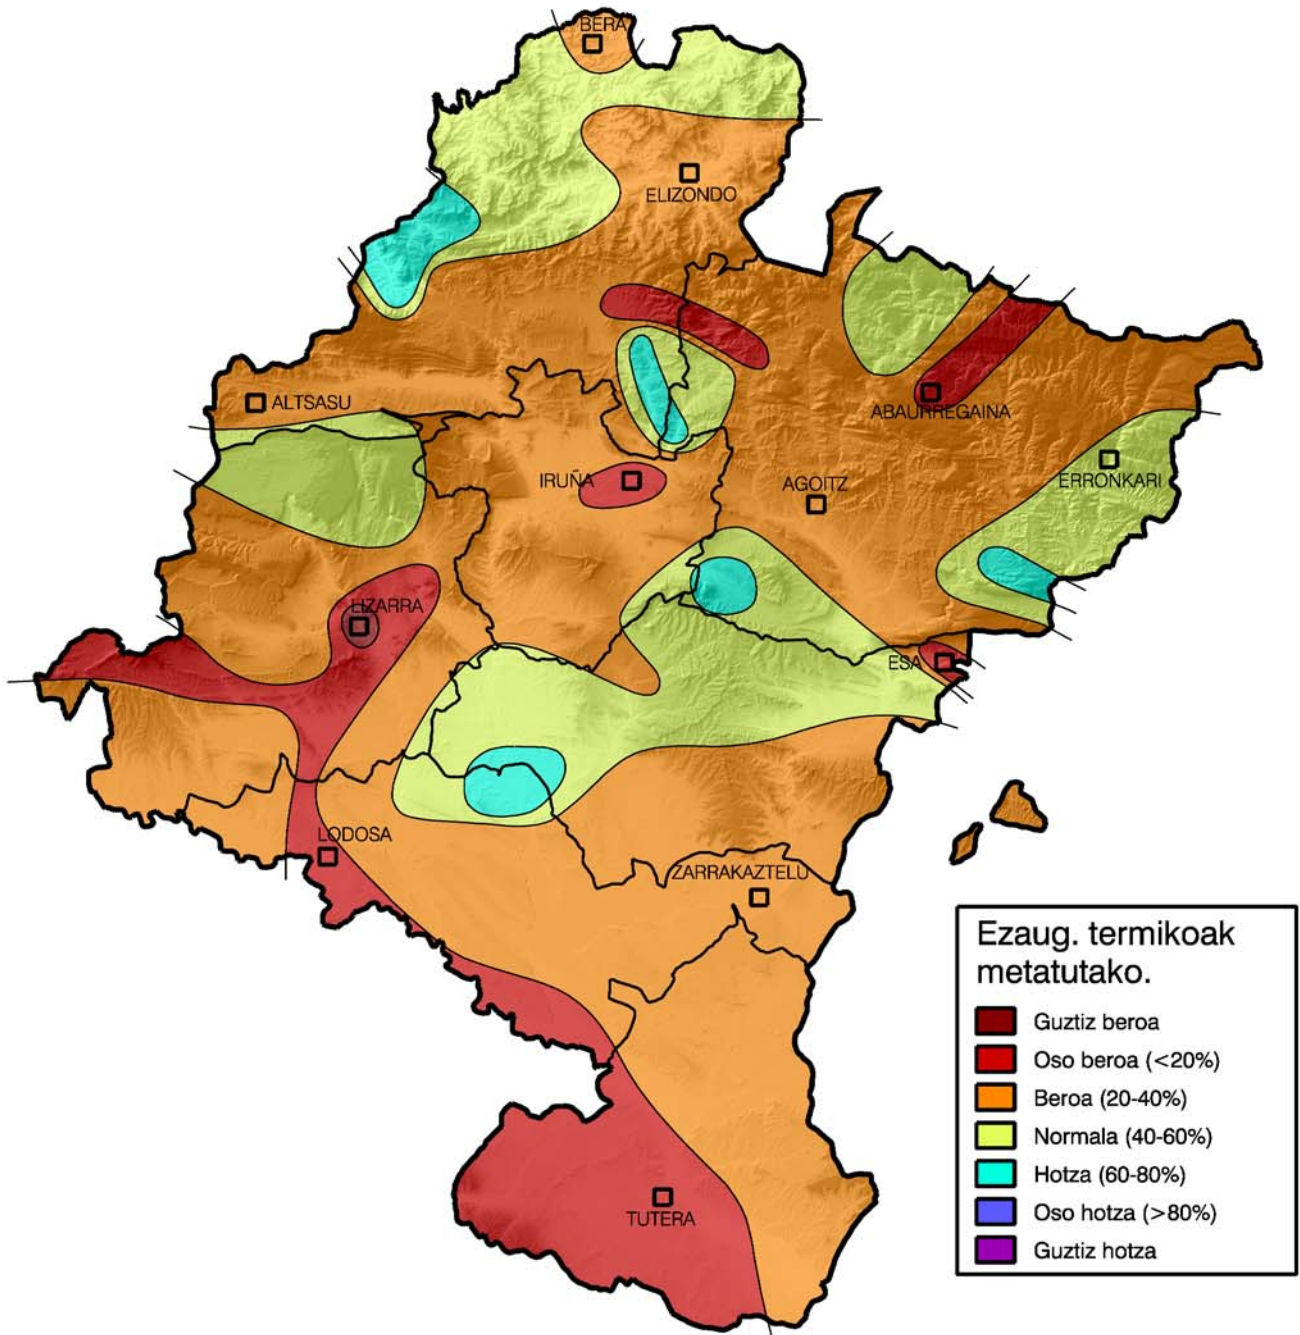 BERA
ELIZONDO
ALTSASU
ABAURREGAINA
IRUÑA
AGOITZ
ERRONKARI
LIZARRA
ESA
LODOSA
ZARRAKAZTELU
TUTERA
Ezaug. termikoak
metatutako.
Guztiz beroa
Oso beroa (<20%)
Beroa (20-40%)
Normala (40-60%)
Hotza (60-80%)
Oso hotza (>80%)
Guztiz hotza